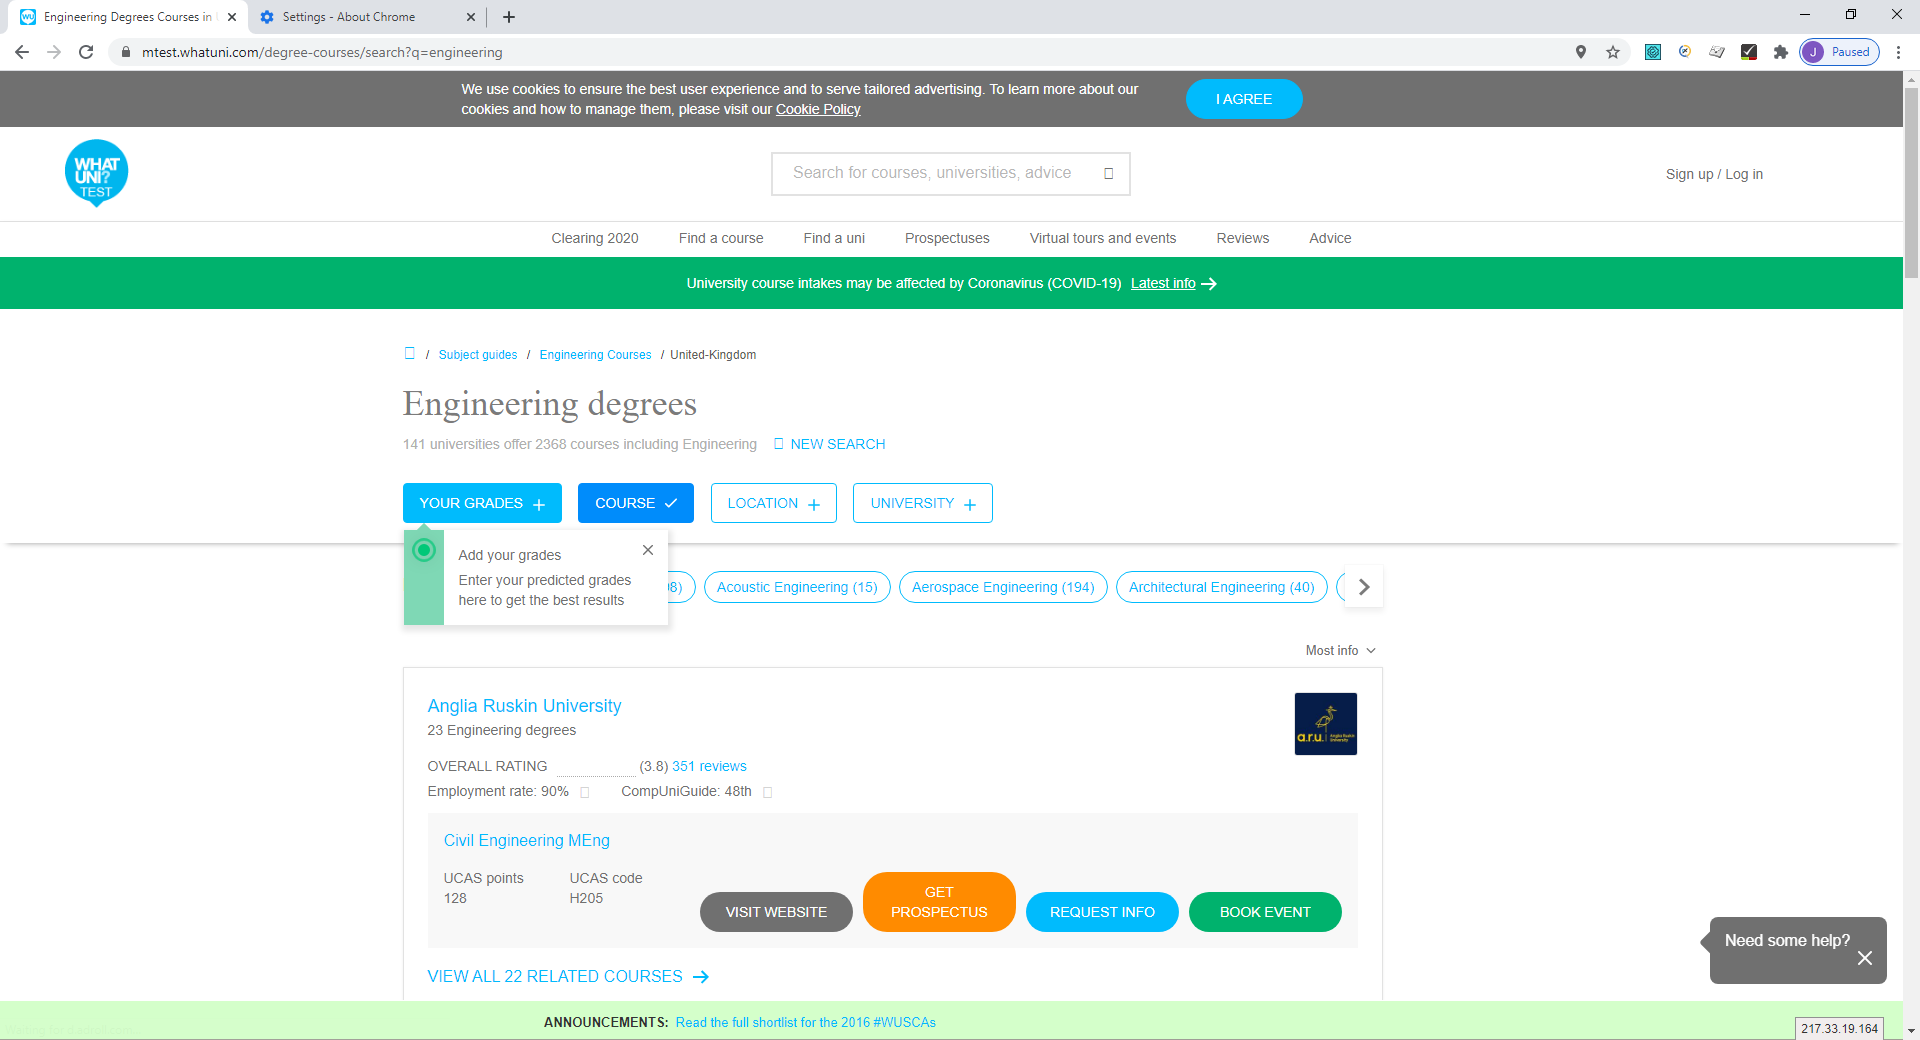 Engineering Degrees Courses in
Settings - About Chrome
mtest.whatuni.com/degree-courses/search?q=engineering
J Paused
We use cookies to ensure the best user experience and to serve tailored advertising. To learn more about our
cookies and how to manage them, please visit our Cookie Policy
I AGREE
WHAT
UNI?
TEST
Search for courses, universities, advice
Sign up / Log in
Clearing 2020 Find a course Find a uni Prospectuses Virtual tours and events Reviews Advice
University course intakes may be affected by Coronavirus (COVID-19) Latest info
/ Subject guides / Engineering Courses / United-Kingdom
Engineering degrees
141 universities offer 2368 courses including Engineering NEW SEARCH
YOUR GRADES + COURSE LOCATION + UNIVERSITY +
Add your grades
Enter your predicted grades
here to get the best results
8) Acoustic Engineering (15) Aerospace Engineering (194) Architectural Engineering (40)
Most info
Anglia Ruskin University
23 Engineering degrees
a.r.u. Anglia Ruskin
University
OVERALL RATING (3.8) 351 reviews
Employment rate: 90% CompUniGuide: 48th
Civil Engineering MEng
UCAS points UCAS code
128 H205
VISIT WEBSITE
GET
PROSPECTUS
REQUEST INFO
BOOK EVENT
Need some help?
VIEW ALL 22 RELATED COURSES
ANNOUNCEMENTS: Read the full shortlist for the 2016 #WUSCAs
217.33.19.164